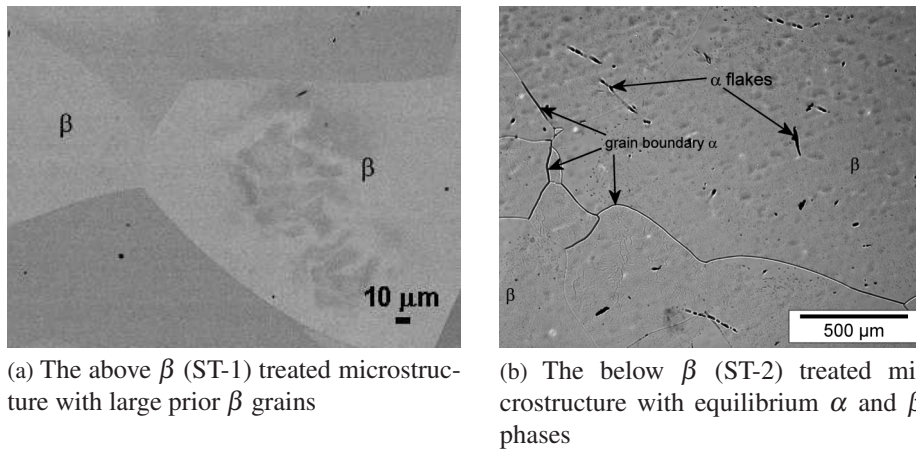 β
β
10 μm
α flakes
grain boundary α
β
β
500 μm
(a) The above β (ST-1) treated microstruc-
ture with large prior β grains
(b) The below β (ST-2) treated mi-
crostructure with equilibrium α and β
phases